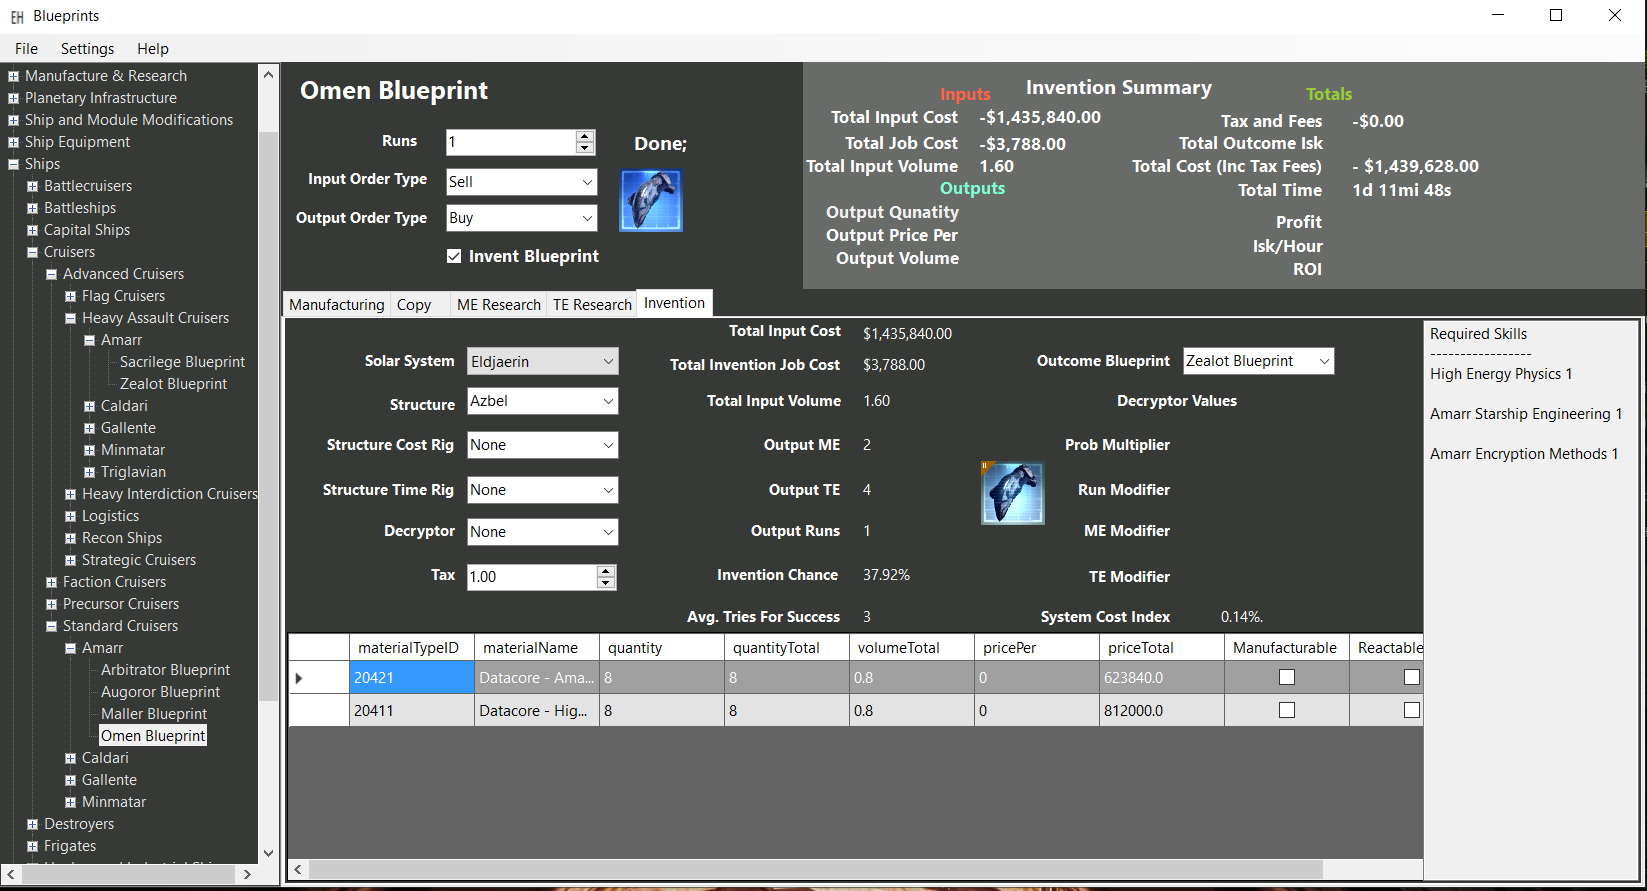 EH Blueprints
File Settings Help
Manufacture & Research
Planetary Infrastructure
Ship and Module Modifications
Ship Equipment
Ships
Battlecruisers
Battleships
Capital Ships
Cruisers
Advanced Cruisers
Flag Cruisers
Heavy Assault Cruisers
Amarr
Sacrilege Blueprint
Zealot Blueprint
Caldari
Gallente
Minmatar
Triglavian
Heavy Interdiction Cruisers
Logistics
Recon Ships
Strategic Cruisers
Faction Cruisers
Precursor Cruisers
Standard Cruisers
Amarr
Arbitrator Blueprint
Augoror Blueprint
Maller Blueprint
Omen Blueprint
Caldari
Gallente
Minmatar
Destroyers
Frigates
Omen Blueprint
Runs 1
Done;
Input Order Type Sell
Output Order Type Buy
Invent Blueprint
Invention Summary
Inputs
Total Input Cost -$1,435,840.00
Total Job Cost -$3,788.00
Total Input Volume 1.60
Outputs
Output Qunatity
Output Price Per
Output Volume
Totals
Tax and Fees -$0.00
Total Outcome Isk
Total Cost (Inc Tax Fees) - $1,439,628.00
Total Time 1d 11mi 48s
Profit
Isk/Hour
ROI
Manufacturing Copy ME Research TE Research Invention
Solar System Eldjaerin
Structure Azbel
Structure Cost Rig None
Structure Time Rig None
Decryptor None
Tax 1.00
Total Input Cost $1,435,840.00
Total Invention Job Cost $3,788.00
Total Input Volume 1.60
Output ME 2
Output TE 4
Output Runs 1
Invention Chance 37.92%
Avg. Tries For Success 3
Outcome Blueprint Zealot Blueprint
Decryptor Values
Prob Multiplier
Run Modifier
ME Modifier
TE Modifier
System Cost Index 0.14%.
II
Required Skills
-----------------
High Energy Physics 1
Amarr Starship Engineering 1
Amarr Encryption Methods 1
materialTypeID materialName quantity quantityTotal volumeTotal pricePer priceTotal Manufacturable Reactable
20421 Datacore - Ama... 8 8 0.8 0 623840.0
20411 Datacore - Hig... 8 8 0.8 0 812000.0